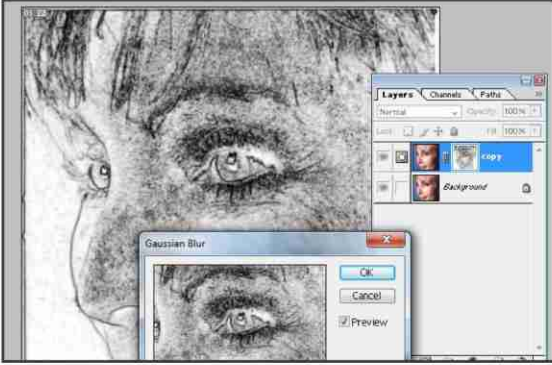 Layers Channels Paths
Normal Opacity: 100%
Lock: Fill 100%
copy
Background
Gaussian Blur
OK
Cancel
Preview